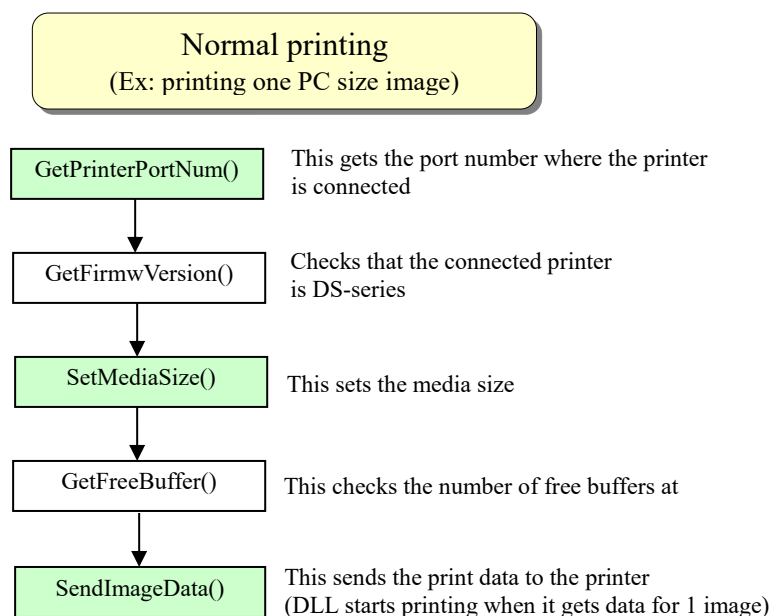 Normal printing
(Ex: printing one PC size image)
GetPrinterPortNum()
This gets the port number where the printer
is connected
GetFirmwVersion()
Checks that the connected printer
is DS-series
SetMediaSize()
This sets the media size
GetFreeBuffer()
This checks the number of free buffers at
SendImageData()
This sends the print data to the printer
(DLL starts printing when it gets data for 1 image)